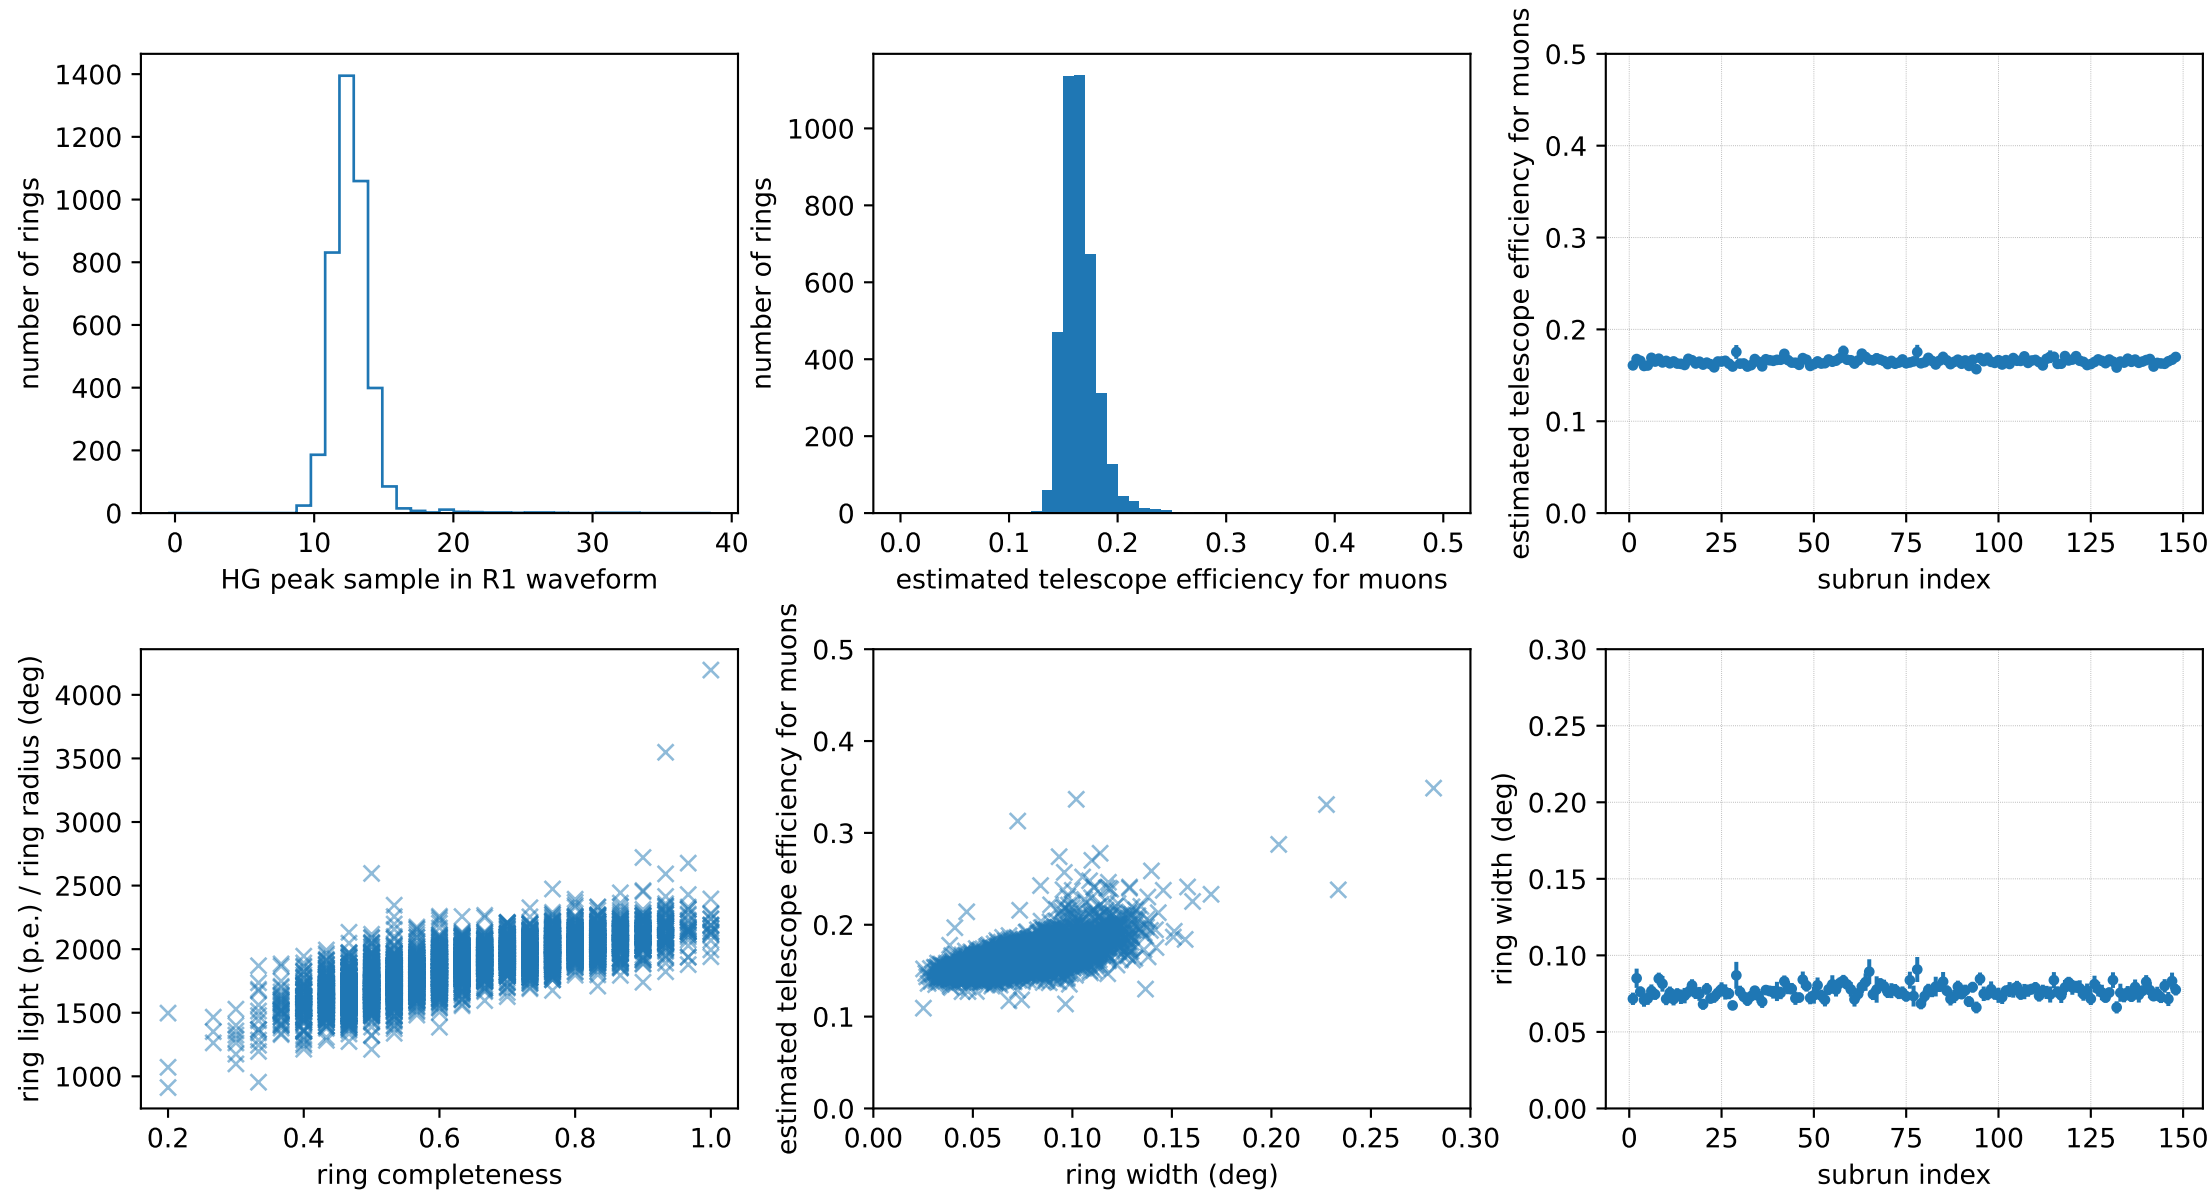 number of rings
1400
1200
1000
800
600
400
200
0
0 10 20 30 40
HG peak sample in R1 waveform
number of rings
1000
800
600
400
200
0
0.0 0.1 0.2 0.3 0.4 0.5
estimated telescope efficiency for muons
estimated telescope efficiency for muons
0.5
0.4
0.3
0.2
0.1
0.0
0 25 50 75 100 125 150
subrun index
ring light (p.e.) / ring radius (deg)
4000
3500
3000
2500
2000
1500
1000
0.2 0.4 0.6 0.8 1.0
ring completeness
estimated telescope efficiency for muons
0.5
0.4
0.3
0.2
0.1
0.0
0.00 0.05 0.10 0.15 0.20 0.25 0.30
ring width (deg)
ring width (deg)
0.30
0.25
0.20
0.15
0.10
0.05
0.00
0 25 50 75 100 125 150
subrun index